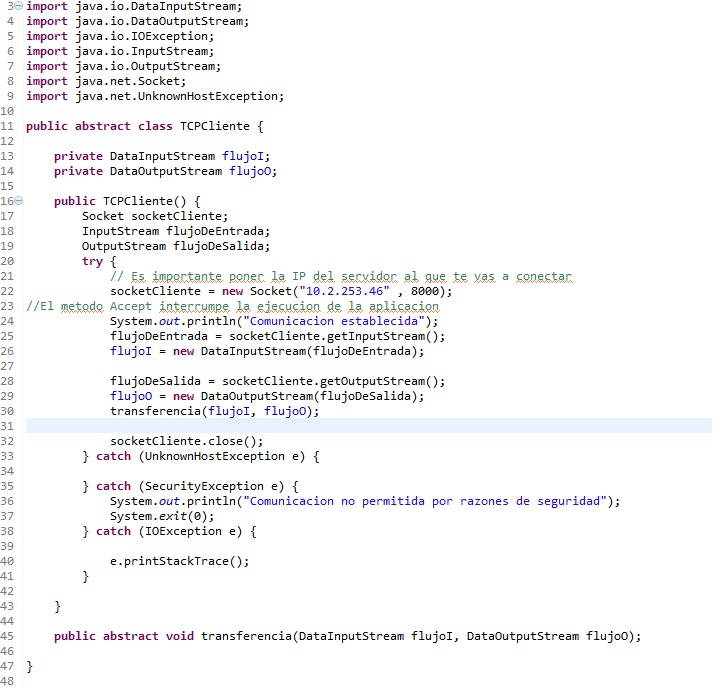 3 import java.io.DataInputStream;
4 import java.io.DataOutputStream;
5 import java.io.IOException;
6 import java.io.InputStream;
7 import java.io.OutputStream;
8 import java.net.Socket;
9 import java.net.UnknownHostException;
10
11 public abstract class TCPCliente {
12
13     private DataInputStream flujoI;
14     private DataOutputStream flujoO;
15
16     public TCPCliente() {
17         Socket socketCliente;
18         InputStream flujoDeEntrada;
19         OutputStream flujoDeSalida;
20         try {
21             // Es importante poner la IP del servidor al que te vas a conectar
22             socketCliente = new Socket("10.2.253.46" , 8000);
23 //El metodo Accept interrumpe la ejecucion de la aplicacion
24             System.out.println("Comunicacion establecida");
25             flujoDeEntrada = socketCliente.getInputStream();
26             flujoI = new DataInputStream(flujoDeEntrada);
27
28             flujoDeSalida = socketCliente.getOutputStream();
29             flujoO = new DataOutputStream(flujoDeSalida);
30             transferencia(flujoI, flujoO);
31
32             socketCliente.close();
33         } catch (UnknownHostException e) {
34
35         } catch (SecurityException e) {
36             System.out.println("Comunicacion no permitida por razones de seguridad");
37             System.exit(0);
38         } catch (IOException e) {
39
40             e.printStackTrace();
41         }
42
43     }
44
45     public abstract void transferencia(DataInputStream flujoI, DataOutputStream flujoO);
46
47 }
48